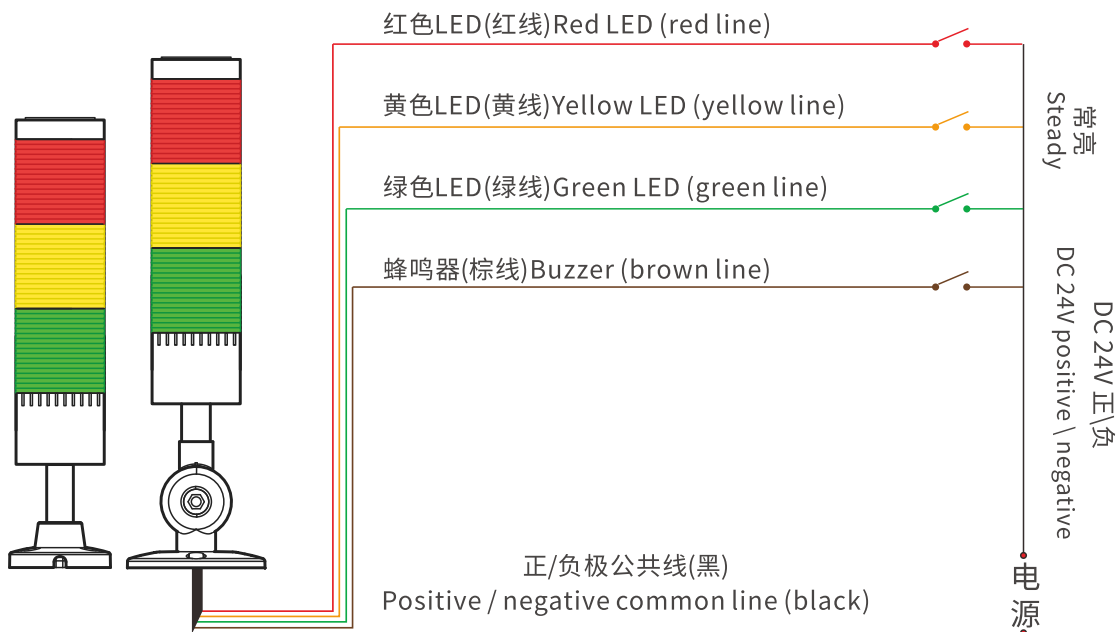 红色LED(红线)Red LED (red line)
黄色LED(黄线)Yellow LED (yellow line)
绿色LED(绿线)Green LED (green line)
蜂鸣器(棕线)Buzzer (brown line)
常亮
Steady
DC 24V 正\负
DC 24V positive \ negative
正/负极公共线(黑)
Positive / negative common line (black)
电
源